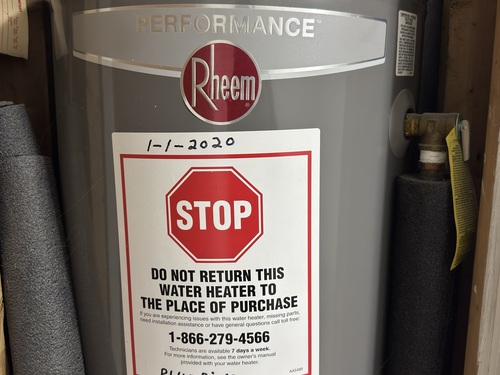 PERFORMANCE
Rheem
1-1-2020
STOP
DO NOT RETURN THIS
WATER HEATER TO
THE PLACE OF PURCHASE
If you are experiencing issues with this water heater, missing parts,
need installation assistance or have general questions call toll free:
1-866-279-4566
Technicians are available 7 days a week.
For more information, see the owner's manual
provided with your water heater.